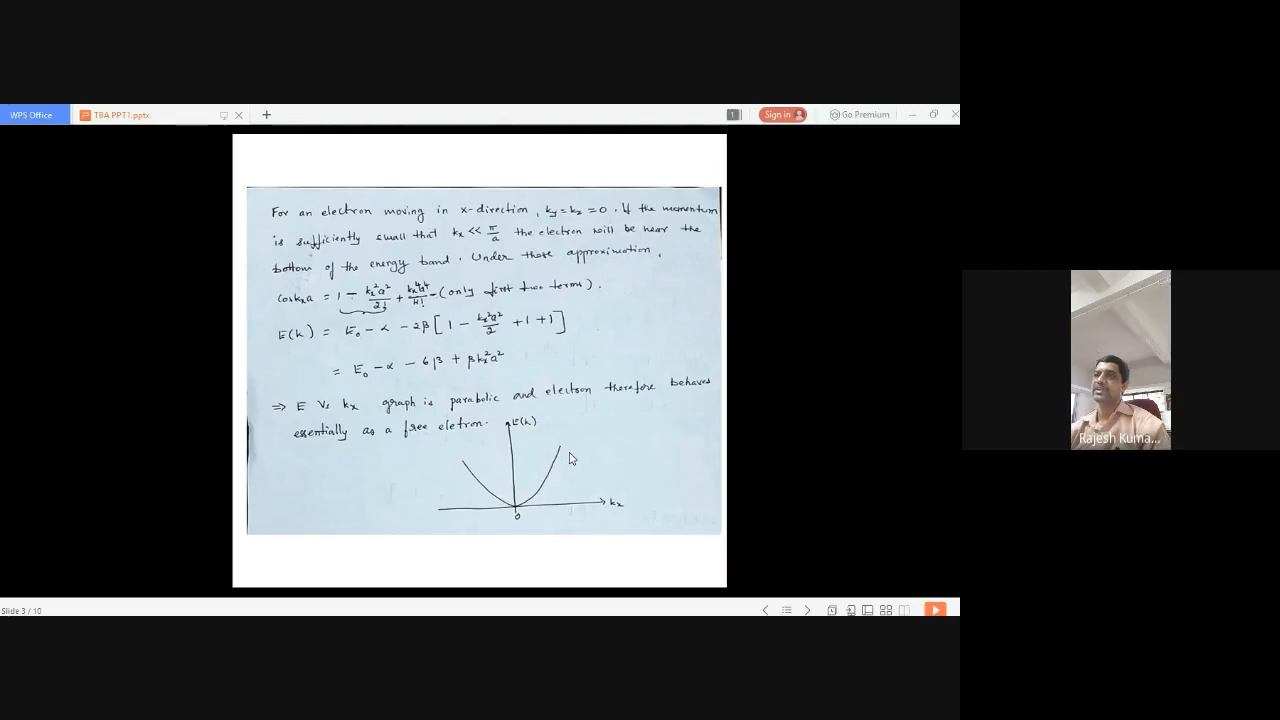 WPS Office
TBA PPT1.pptx
1
Sign in
Go Premium
For an electron moving in x-direction, ky = kz = 0. If the momentum
is sufficiently small that kx << π/a the electron will be near the
bottom of the energy band. Under these approximation,
Cos kxa = 1 - kx²a²/2! + kx⁴a⁴/4! - (only first two terms).
E(k) = E₀ - α - 2β [1 - kx²a²/2 + 1 + 1]
= E₀ - α - 6β + βkx²a²
⇒ E Vs kx graph is parabolic and electron therefore behaves
essentially as a free eletron.
E(k)
kx
0
Rajesh Kuma...
Slide 3 / 10